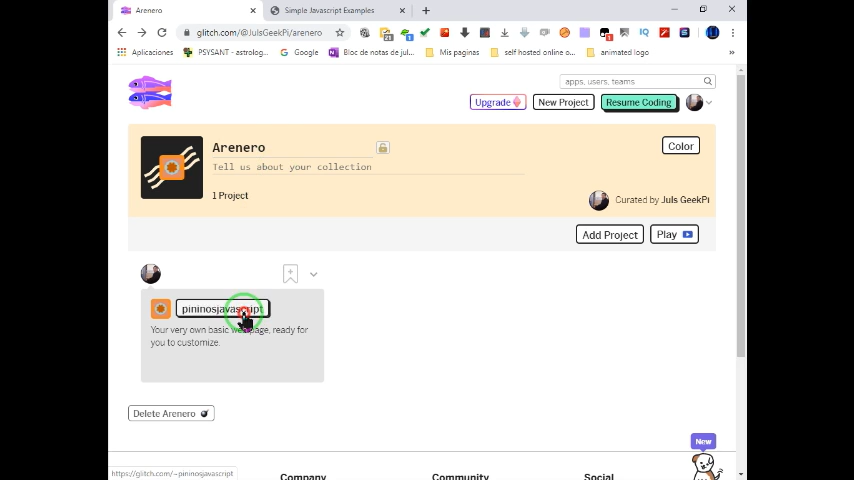 Arenero
Simple Javascript Examples
glitch.com/@JulsGeekPi/arenero
Aplicaciones
PSYANT - astrolog...
Google
Bloc de notas de jul...
Mis paginas
self hosted online o...
animated logo
apps, users, teams
Upgrade
New Project
Resume Coding
Arenero
Color
Tell us about your collection
1 Project
Curated by Juls GeekPi
Add Project
Play
pininosjavascript
Your very own basic web page, ready for
you to customize.
Delete Arenero
New
https://glitch.com/~pininosjavascript
Company
Community
Social